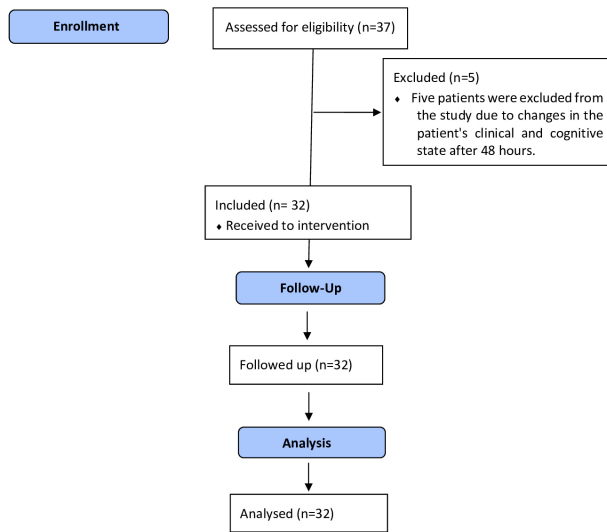 Enrollment
Assessed for eligibility (n=37)
Excluded (n=5)
♦ Five patients were excluded from
the study due to changes in the
patient's clinical and cognitive
state after 48 hours.
Included (n= 32)
♦ Received to intervention
Follow-Up
Followed up (n=32)
Analysis
Analysed (n=32)